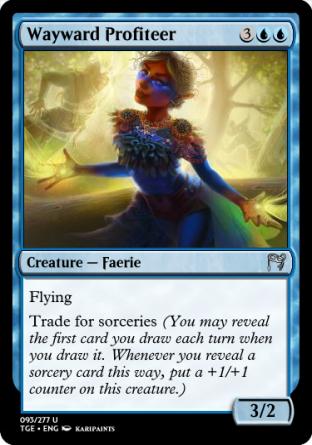 Wayward Profiteer 3
Creature — Faerie
Flying
Trade for sorceries (You may reveal
the first card you draw each turn when
you draw it. Whenever you reveal a
sorcery card this way, put a +1/+1
counter on this creature.)
3/2
093/277 U
TGE • ENG KARIPAINTS